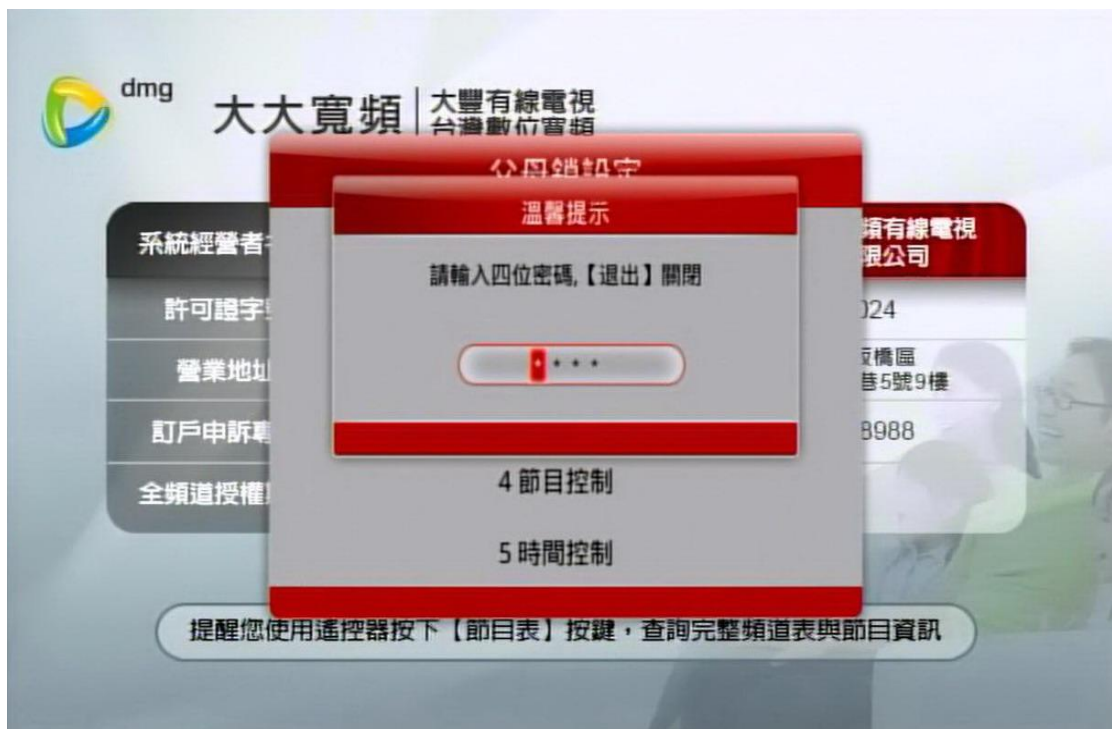 dmg
大大寬頻
大豐有線電視
台灣數位寬頻
父母鎖設定
溫馨提示
請輸入四位密碼,【退出】關閉
* * * *
系統經營者
頻有線電視
限公司
許可證字
024
營業地址
板橋區
巷5號9樓
訂戶申訴專
8988
全頻道授權
4 節目控制
5 時間控制
提醒您使用遙控器按下【節目表】按鍵，查詢完整頻道表與節目資訊